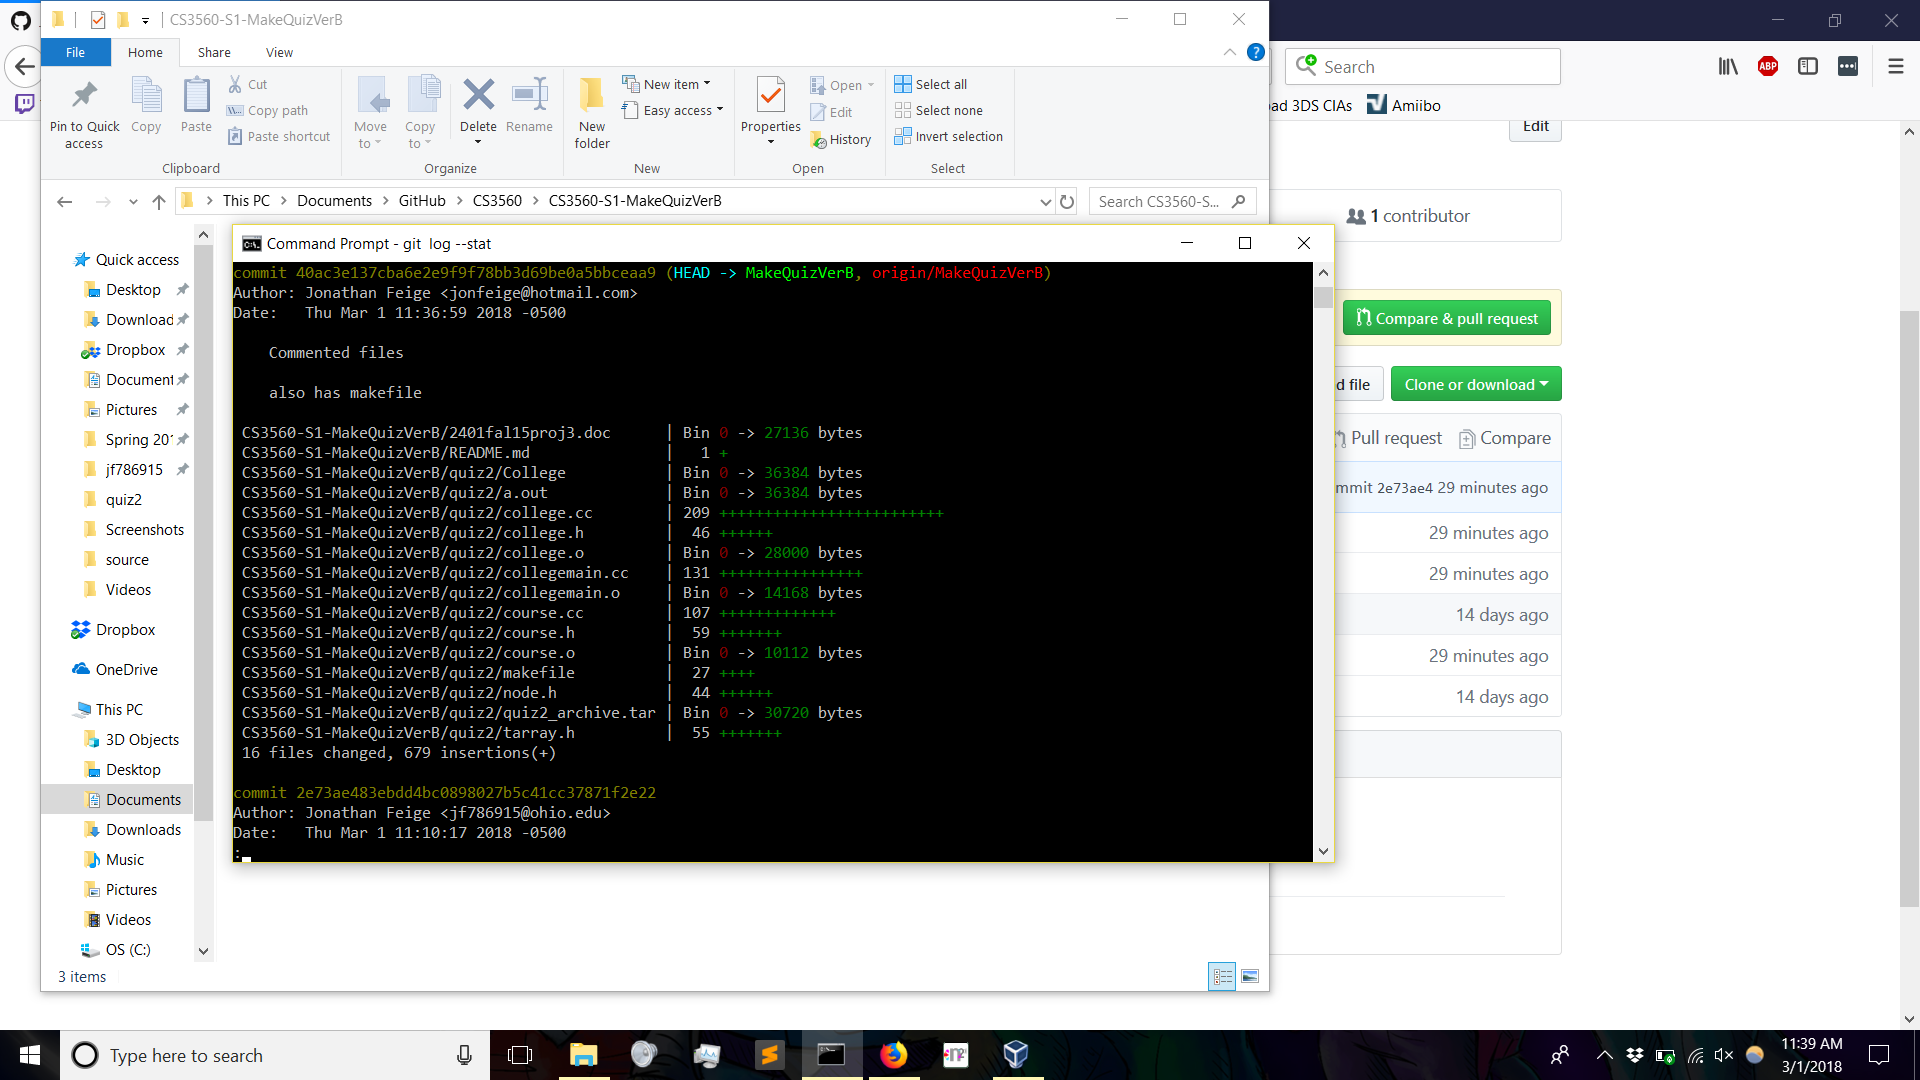 CS3560-S1-MakeQuizVerB
File Home Share View
Search
Pin to Quick access
Copy
Paste
Cut
Copy path
Paste shortcut
Clipboard
Move to
Copy to
Delete
Rename
Organize
New folder
New item
Easy access
New
Properties
Open
Edit
History
Open
Select all
Select none
Invert selection
Select
ad 3DS CIAs Amiibo
Edit
This PC > Documents > GitHub > CS3560 > CS3560-S1-MakeQuizVerB
Search CS3560-S...
1 contributor
Compare & pull request
d file
Clone or download
Pull request Compare
mmit 2e73ae4 29 minutes ago
29 minutes ago
29 minutes ago
14 days ago
29 minutes ago
14 days ago
Quick access
Desktop
Download
Dropbox
Document
Pictures
Spring 201
jf786915
quiz2
Screenshots
source
Videos
Dropbox
OneDrive
This PC
3D Objects
Desktop
Documents
Downloads
Music
Pictures
Videos
OS (C:)
3 items
Command Prompt - git log --stat
commit 40ac3e137cba6e2e9f9f78bb3d69be0a5bbceaa9 (HEAD -> MakeQuizVerB, origin/MakeQuizVerB)
Author: Jonathan Feige <jonfeige@hotmail.com>
Date: Thu Mar 1 11:36:59 2018 -0500
Commented files
also has makefile
CS3560-S1-MakeQuizVerB/2401fal15proj3.doc | Bin 0 -> 27136 bytes
CS3560-S1-MakeQuizVerB/README.md | 1 +
CS3560-S1-MakeQuizVerB/quiz2/College | Bin 0 -> 36384 bytes
CS3560-S1-MakeQuizVerB/quiz2/a.out | Bin 0 -> 36384 bytes
CS3560-S1-MakeQuizVerB/quiz2/college.cc | 209 +++++++++++++++++++++++++
CS3560-S1-MakeQuizVerB/quiz2/college.h | 46 ++++++
CS3560-S1-MakeQuizVerB/quiz2/college.o | Bin 0 -> 28000 bytes
CS3560-S1-MakeQuizVerB/quiz2/collegemain.cc | 131 ++++++++++++++++
CS3560-S1-MakeQuizVerB/quiz2/collegemain.o | Bin 0 -> 14168 bytes
CS3560-S1-MakeQuizVerB/quiz2/course.cc | 107 +++++++++++++
CS3560-S1-MakeQuizVerB/quiz2/course.h | 59 +++++++
CS3560-S1-MakeQuizVerB/quiz2/course.o | Bin 0 -> 10112 bytes
CS3560-S1-MakeQuizVerB/quiz2/makefile | 27 ++++
CS3560-S1-MakeQuizVerB/quiz2/node.h | 44 ++++++
CS3560-S1-MakeQuizVerB/quiz2/quiz2_archive.tar | Bin 0 -> 30720 bytes
CS3560-S1-MakeQuizVerB/quiz2/tarray.h | 55 +++++++
16 files changed, 679 insertions(+)
commit 2e73ae483ebdd4bc0898027b5c41cc37871f2e22
Author: Jonathan Feige <jf786915@ohio.edu>
Date: Thu Mar 1 11:10:17 2018 -0500
:
Type here to search
11:39 AM
3/1/2018